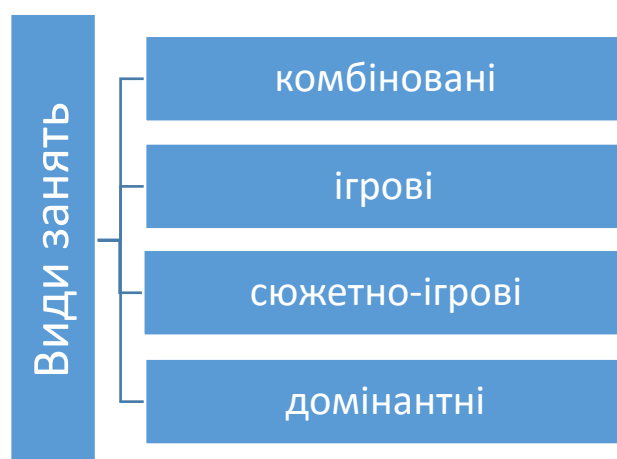 Види занять
комбіновані
ігрові
сюжетно-ігрові
домінантні